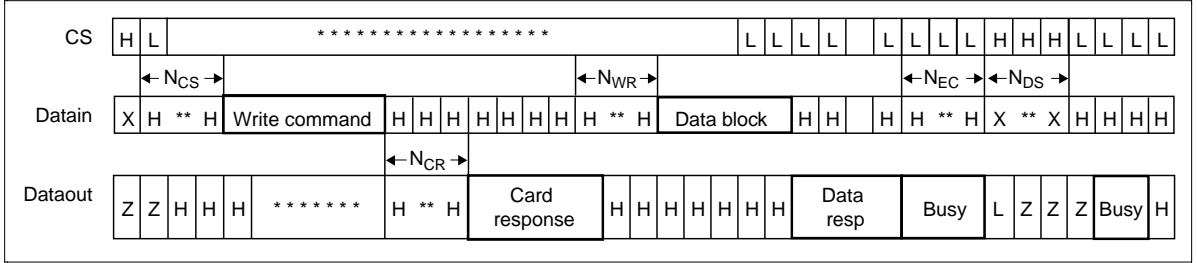 CS H L * * * * * * * * * * * * * * * * * * L L L L L L L L H H H L L L L
N_CS N_WR N_EC N_DS
Datain X H ** H Write command H H H H H H H H ** H Data block H H H H ** H X ** X H H H H
N_CR
Dataout Z Z H H H * * * * * * * H ** H Card response H H H H H H H Data resp Busy L Z Z Z Busy H